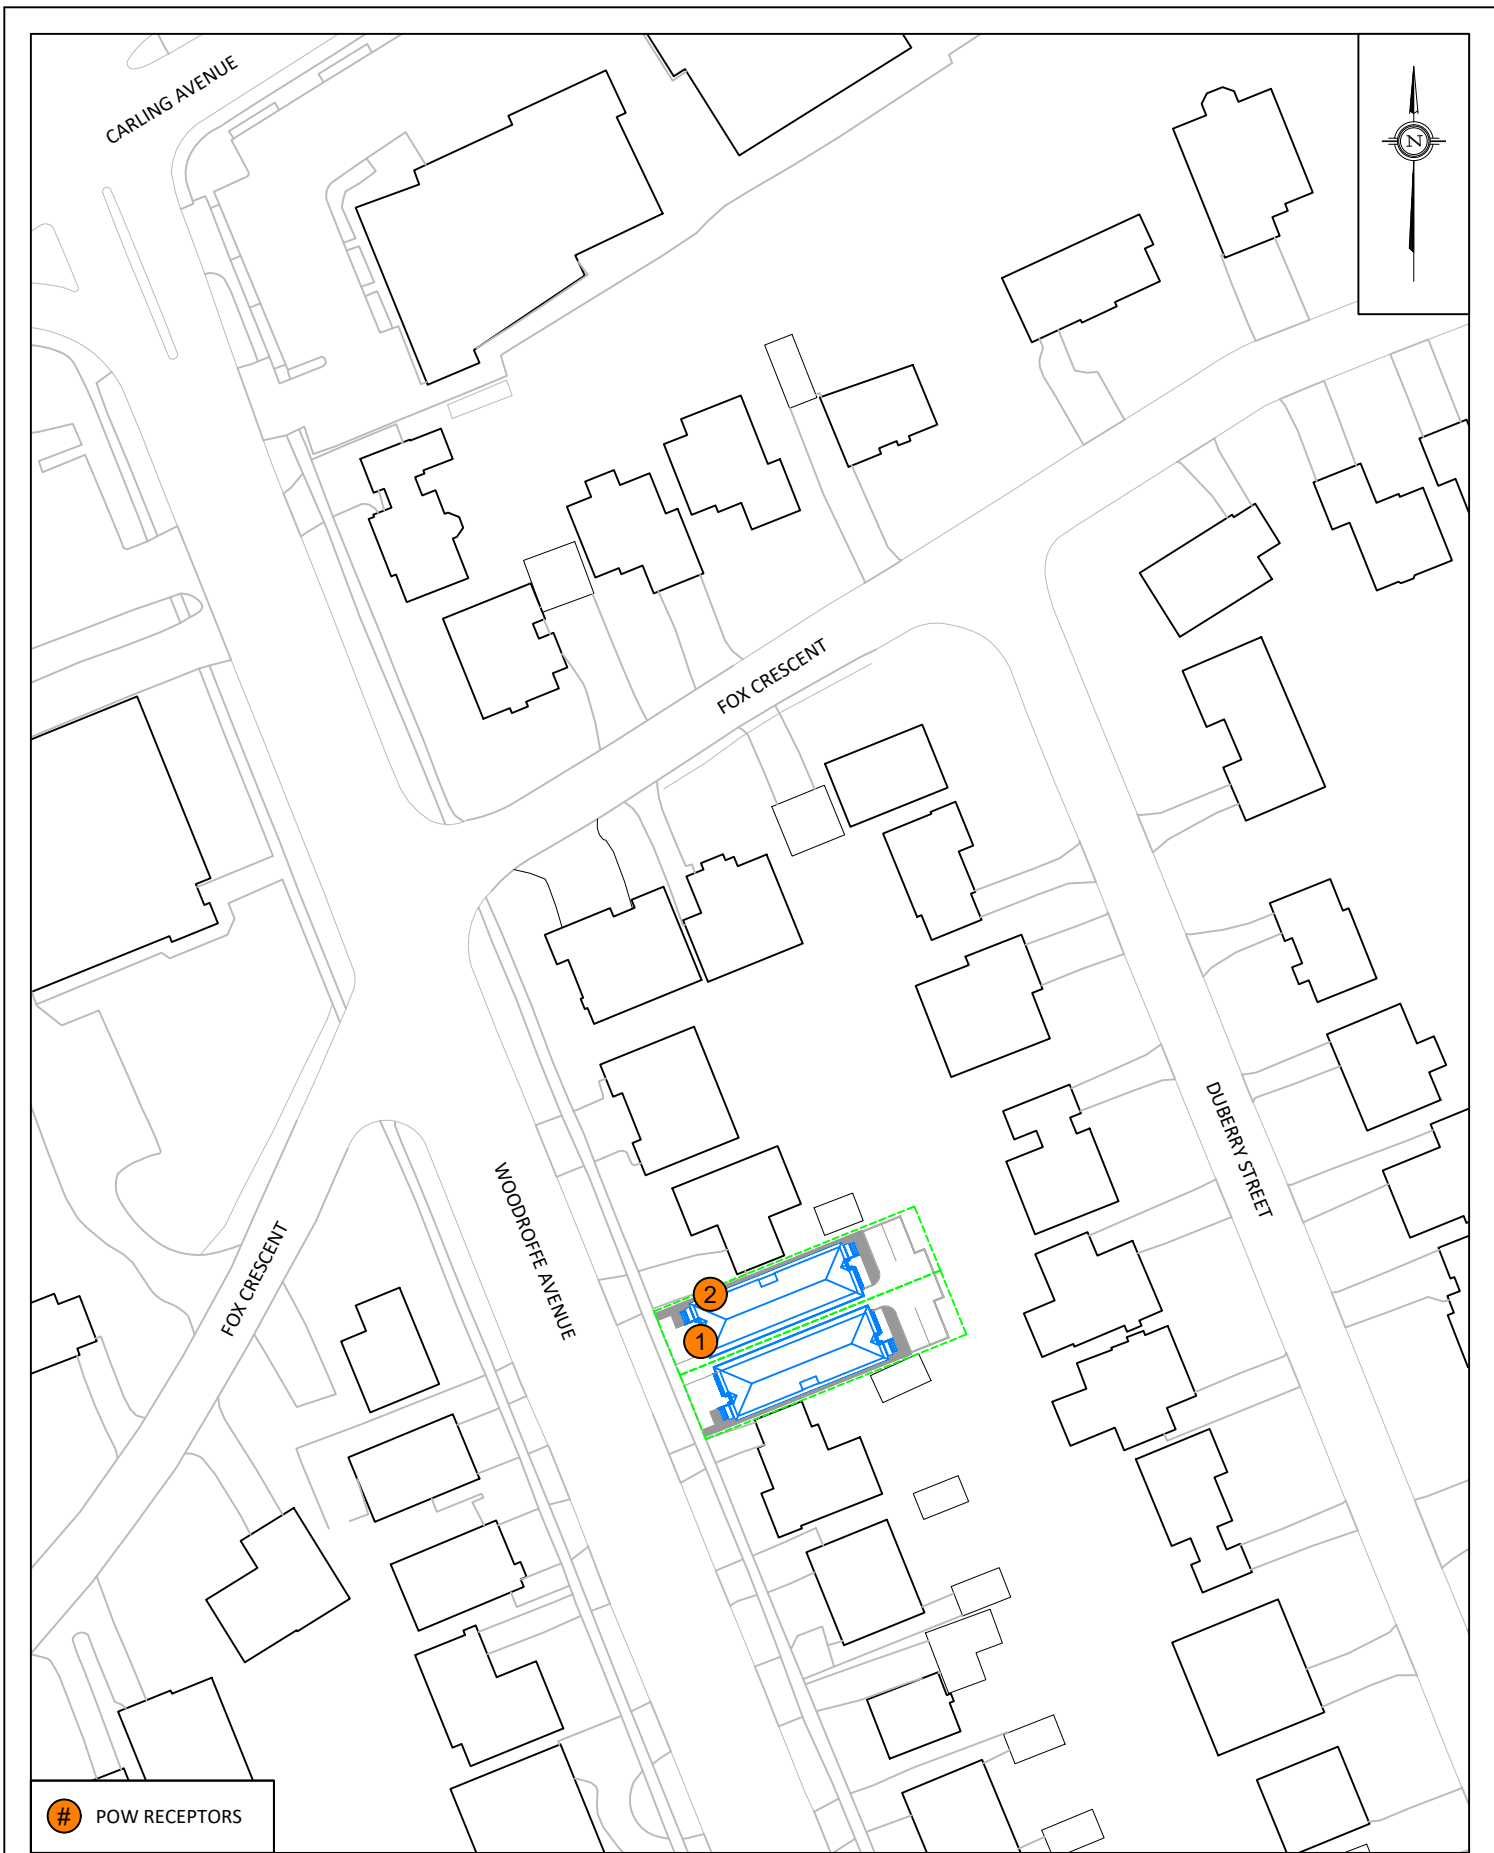 CARLING AVENUE
N
FOX CRESCENT
DUBERRY STREET
WOODROFFE AVENUE
FOX CRESCENT
2
1
# POW RECEPTORS